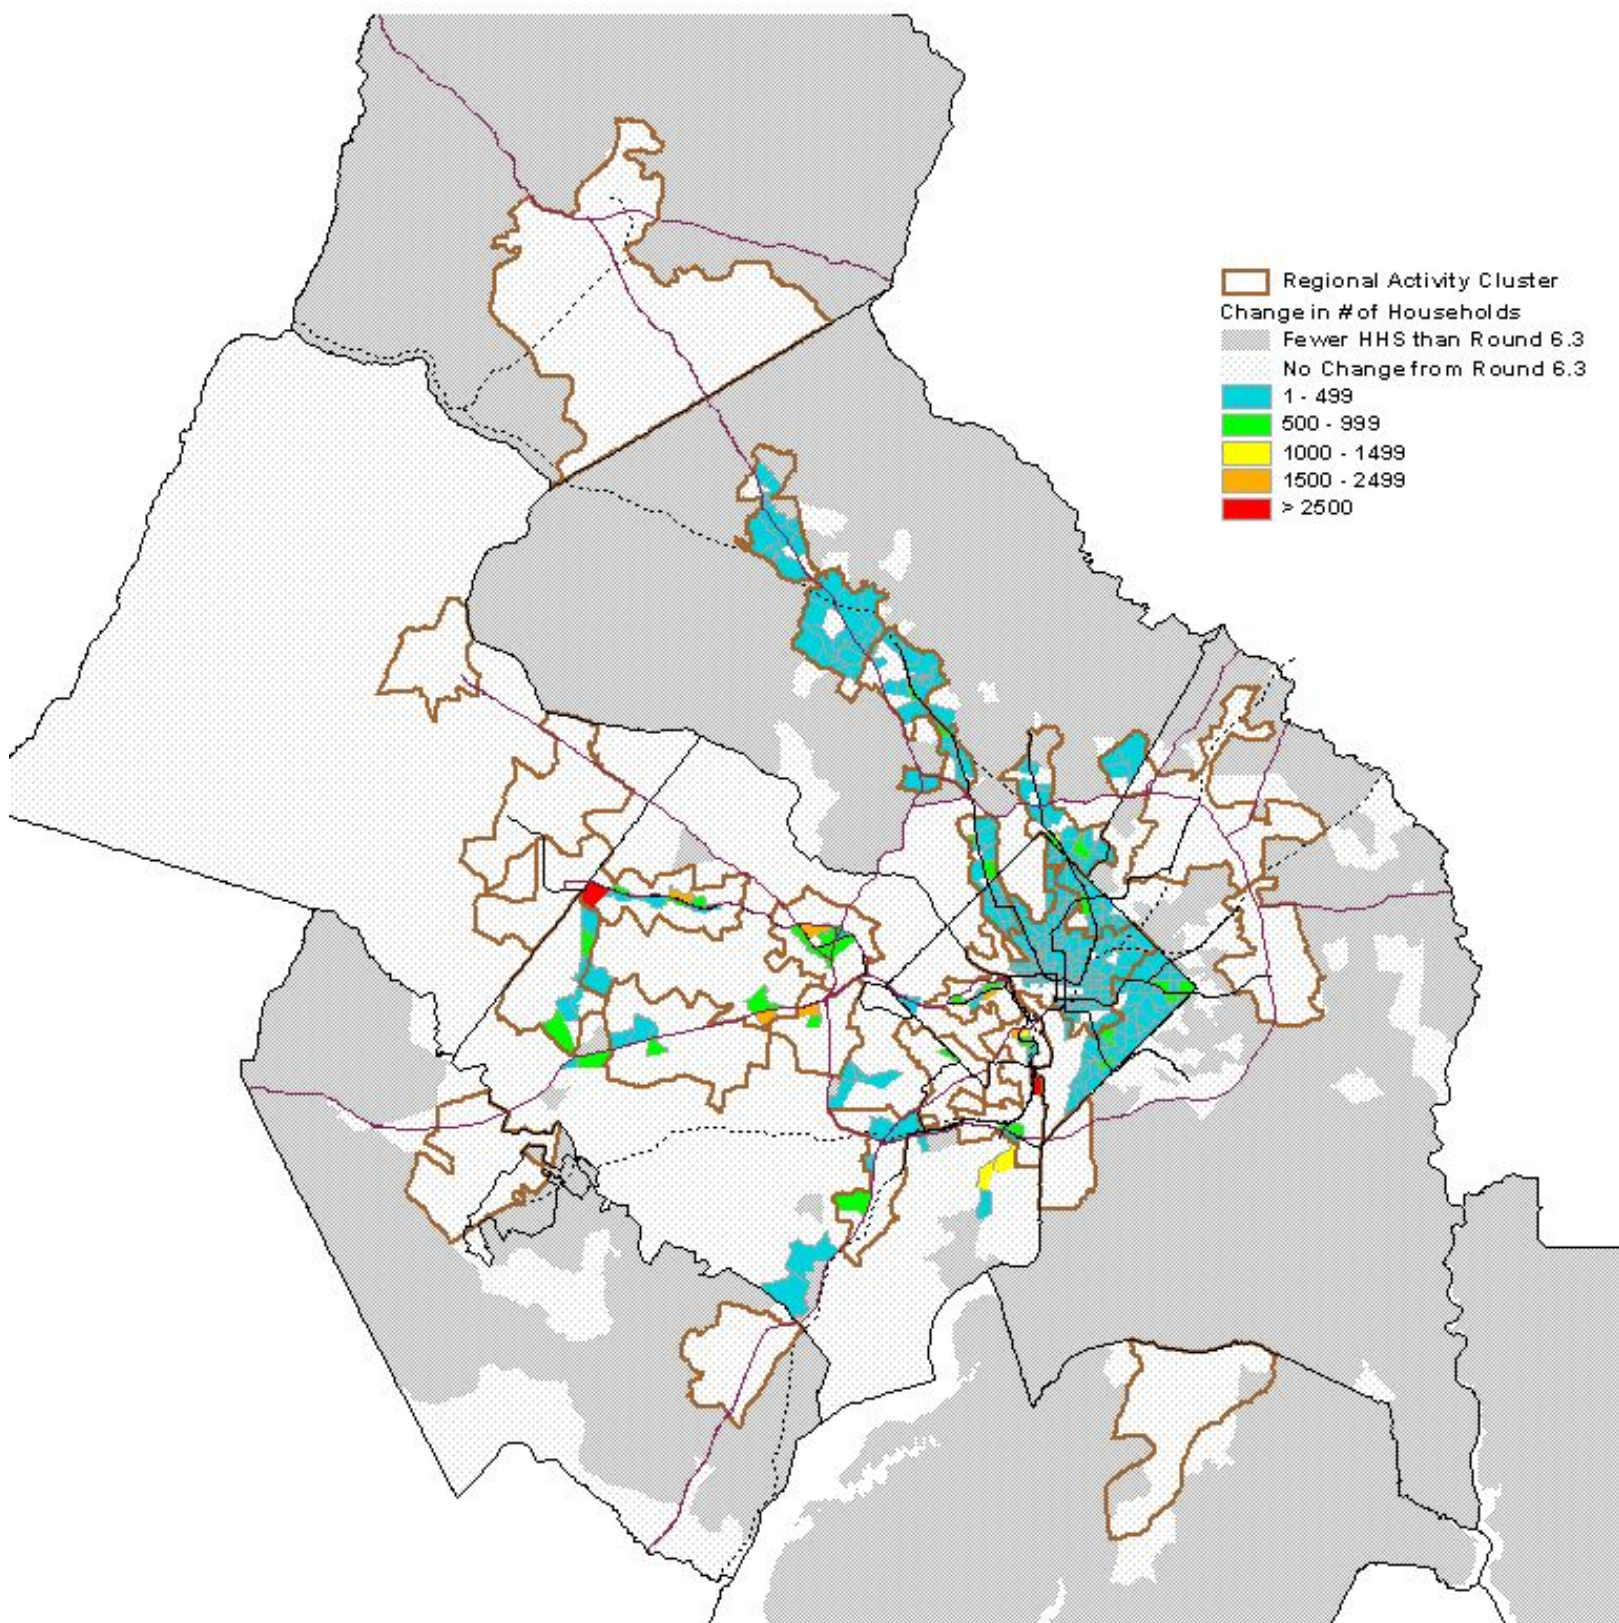 Regional Activity Cluster
Change in # of Households
Fewer HHS than Round 6.3
No Change from Round 6.3
1 - 499
500 - 999
1000 - 1499
1500 - 2499
> 2500